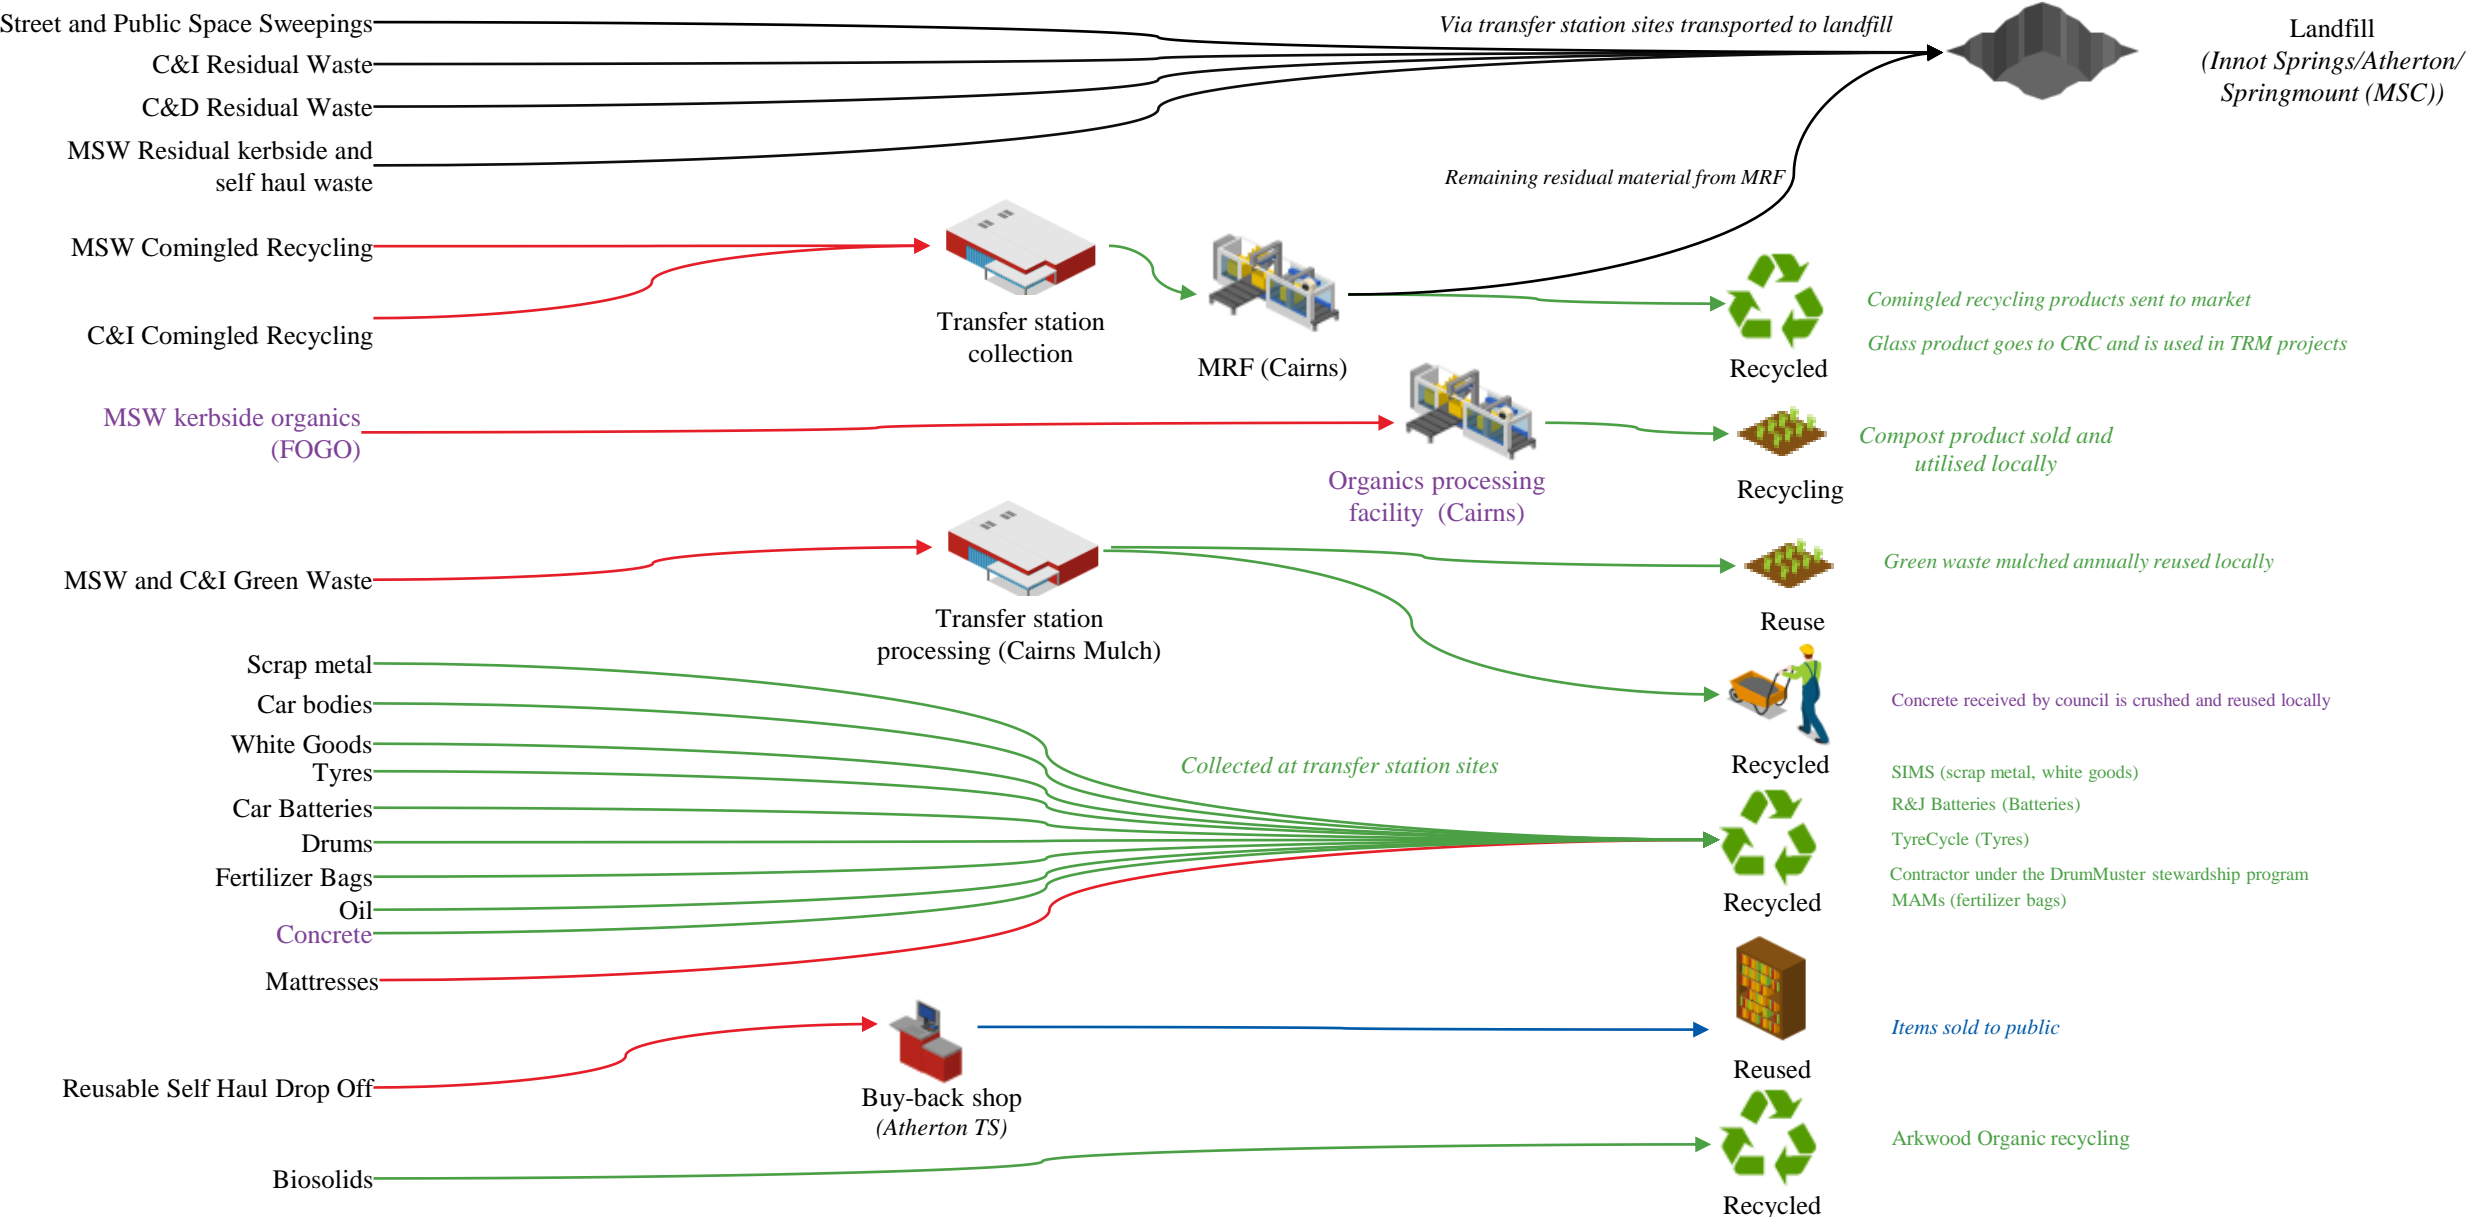 Street and Public Space Sweepings
Via transfer station sites transported to landfill
Landfill
(Innot Springs/Atherton/
Springmount (MSC))
C&I Residual Waste
C&D Residual Waste
MSW Residual kerbside and
self haul waste
Remaining residual material from MRF
MSW Comingled Recycling
C&I Comingled Recycling
Transfer station
collection
MRF (Cairns)
Recycled
Comingled recycling products sent to market
Glass product goes to CRC and is used in TRM projects
MSW kerbside organics
(FOGO)
Organics processing
facility (Cairns)
Recycling
Compost product sold and
utilised locally
MSW and C&I Green Waste
Transfer station
processing (Cairns Mulch)
Reuse
Green waste mulched annually reused locally
Recycled
Concrete received by council is crushed and reused locally
Scrap metal
Car bodies
White Goods
Tyres
Car Batteries
Drums
Fertilizer Bags
Oil
Concrete
Mattresses
Collected at transfer station sites
Recycled
SIMS (scrap metal, white goods)
R&J Batteries (Batteries)
TyreCycle (Tyres)
Contractor under the DrumMuster stewardship program
MAMs (fertilizer bags)
Reusable Self Haul Drop Off
Buy-back shop
(Atherton TS)
Reused
Items sold to public
Biosolids
Recycled
Arkwood Organic recycling